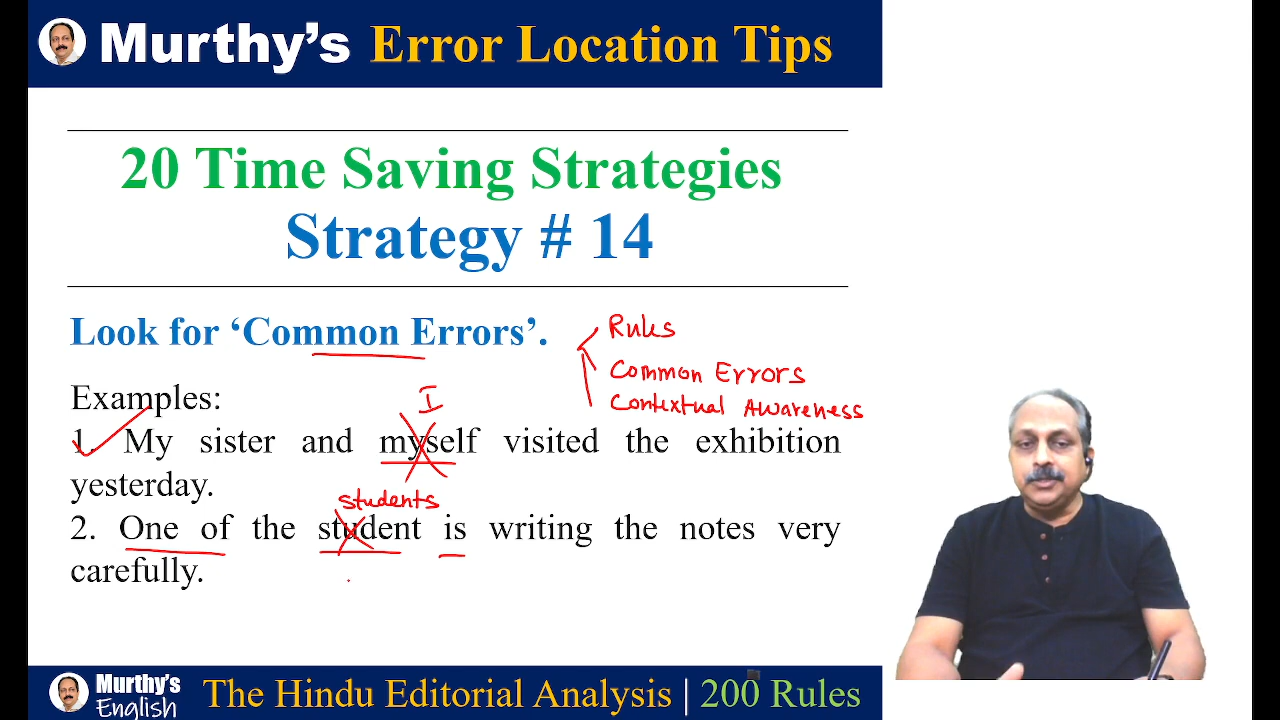 Murthy's Error Location Tips
20 Time Saving Strategies
Strategy # 14
Look for ‘Common Errors’.
Rules
Common Errors
Contextual Awareness
Examples:
I
1. My sister and myself visited the exhibition
yesterday.
students
2. One of the student is writing the notes very
carefully.
Murthy's
English
The Hindu Editorial Analysis | 200 Rules